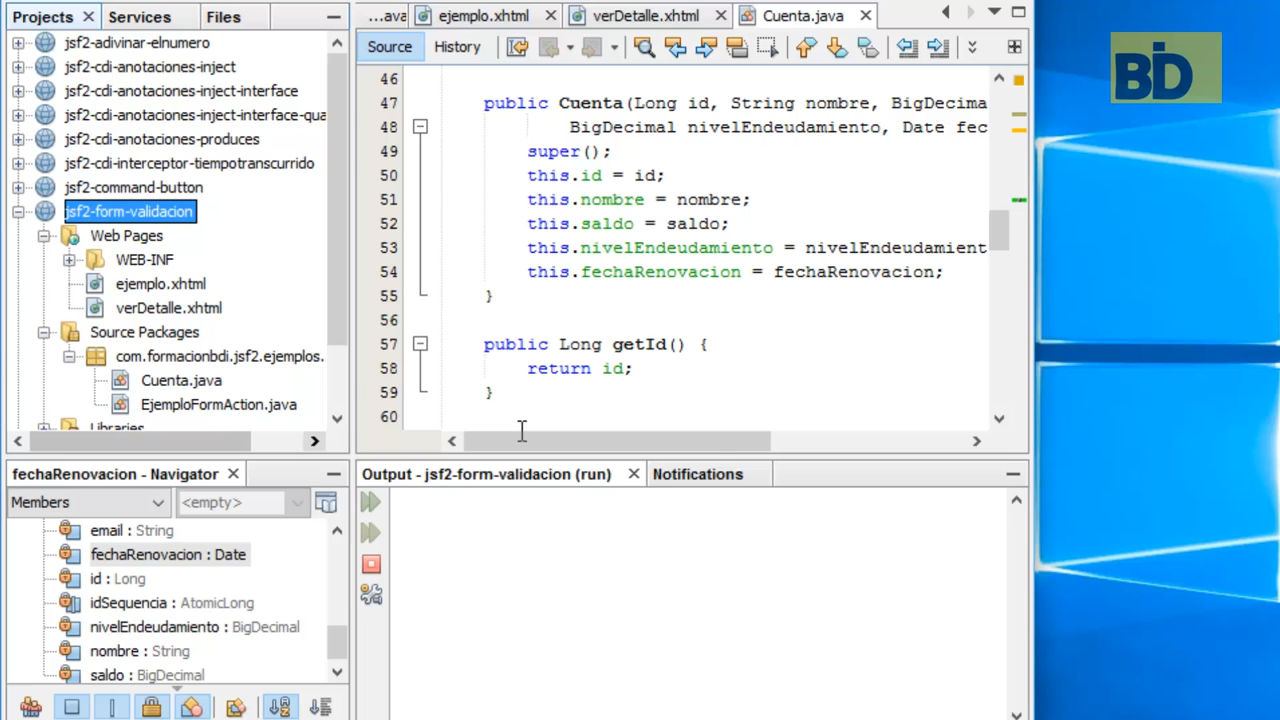 Projects
Services
Files
...ava
ejemplo.xhtml
verDetalle.xhtml
Cuenta.java
Source
History
BD
jsf2-adivinar-elnumero
jsf2-cdi-anotaciones-inject
jsf2-cdi-anotaciones-inject-interface
jsf2-cdi-anotaciones-inject-interface-qua
jsf2-cdi-anotaciones-produces
jsf2-cdi-interceptor-tiempotranscurrido
jsf2-command-button
jsf2-form-validacion
Web Pages
WEB-INF
ejemplo.xhtml
verDetalle.xhtml
Source Packages
com.formacionbdi.jsf2.ejemplos.
Cuenta.java
EjemploFormAction.java
Libraries
46
47 public Cuenta(Long id, String nombre, BigDecima
48 BigDecimal nivelEndeudamiento, Date fec
49 super();
50 this.id = id;
51 this.nombre = nombre;
52 this.saldo = saldo;
53 this.nivelEndeudamiento = nivelEndeudamient
54 this.fechaRenovacion = fechaRenovacion;
55 }
56
57 public Long getId() {
58 return id;
59 }
60
fechaRenovacion - Navigator
Members
<empty>
email : String
fechaRenovacion : Date
id : Long
idSequencia : AtomicLong
nivelEndeudamiento : BigDecimal
nombre : String
saldo : BigDecimal
Output - jsf2-form-validacion (run)
Notifications